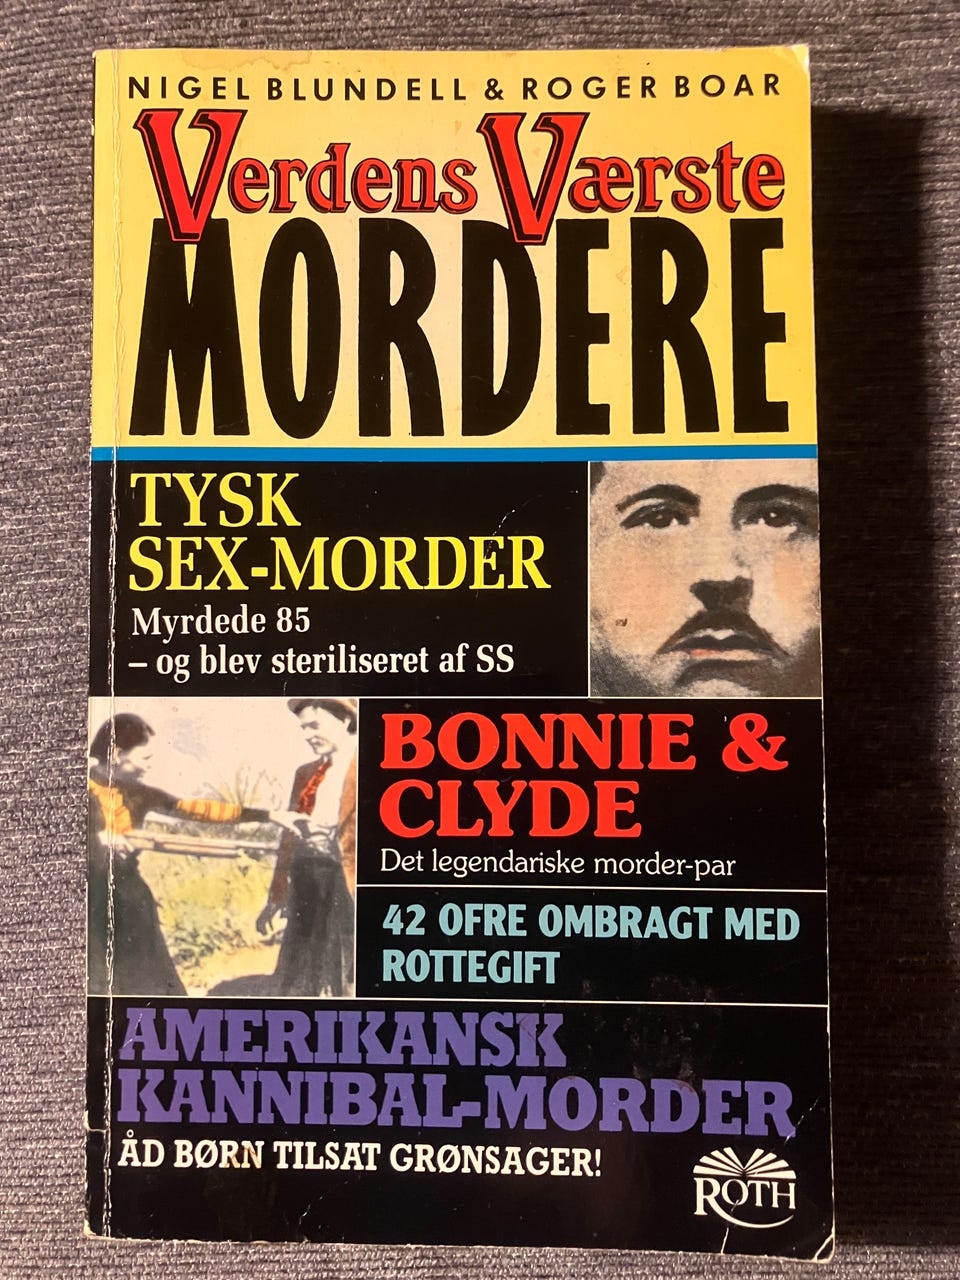 NIGEL BLUNDELL & ROGER BOAR
Verdens Værste
MORDERE
TYSK
SEX-MORDER
Myrdede 85
– og blev steriliseret af SS
BONNIE &
CLYDE
Det legendariske morder-par
42 OFRE OMBRAGT MED
ROTTEGIFT
AMERIKANSK
KANNIBAL-MORDER
ÅD BØRN TILSAT GRØNSAGER!
ROTH